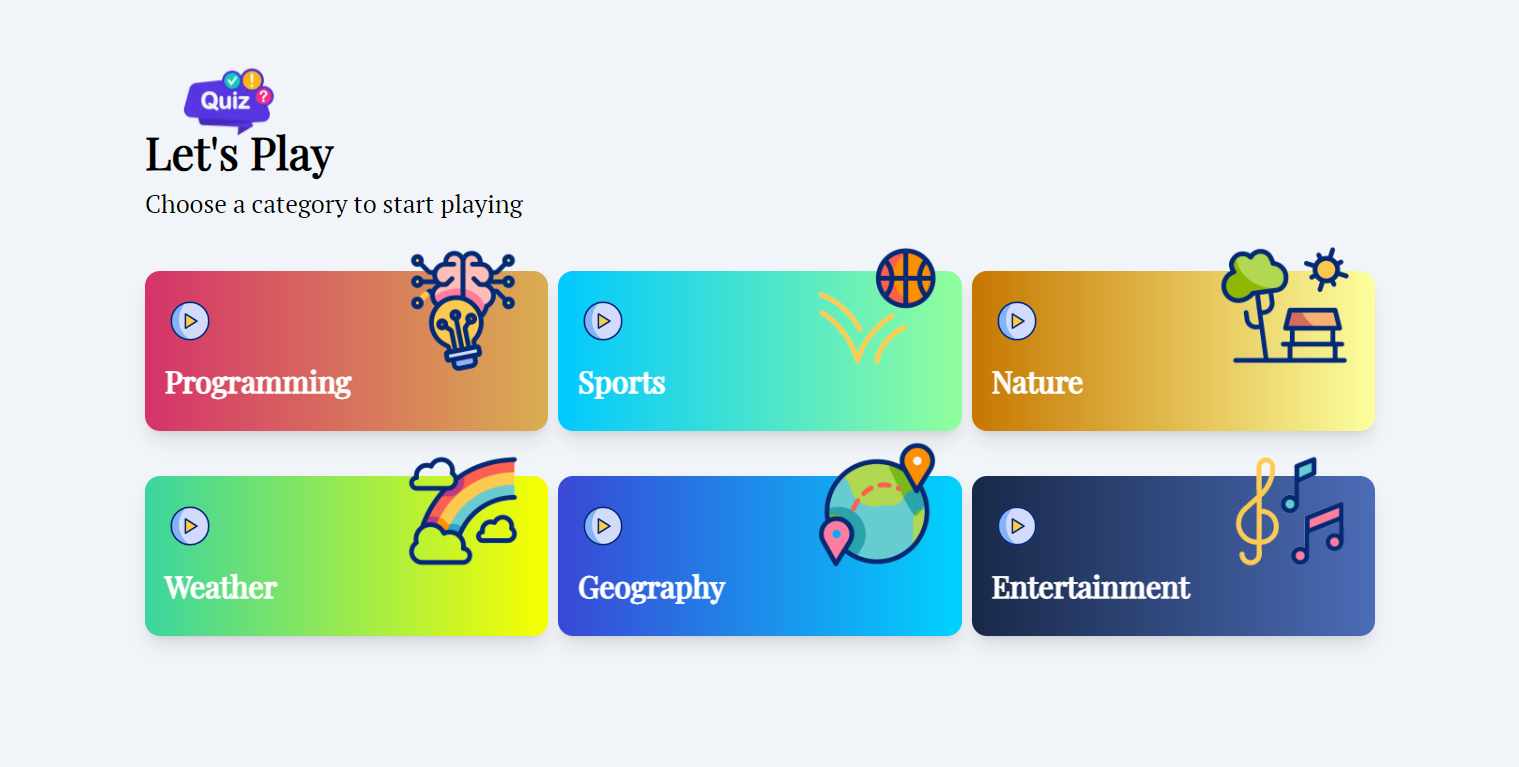 Quiz
Let's Play
Choose a category to start playing
Programming
Sports
Nature
Weather
Geography
Entertainment